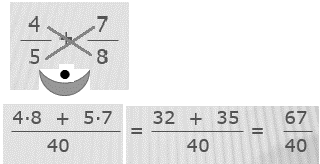 4/5 + 7/8
(4·8 + 5·7)/40 = (32 + 35)/40 = 67/40